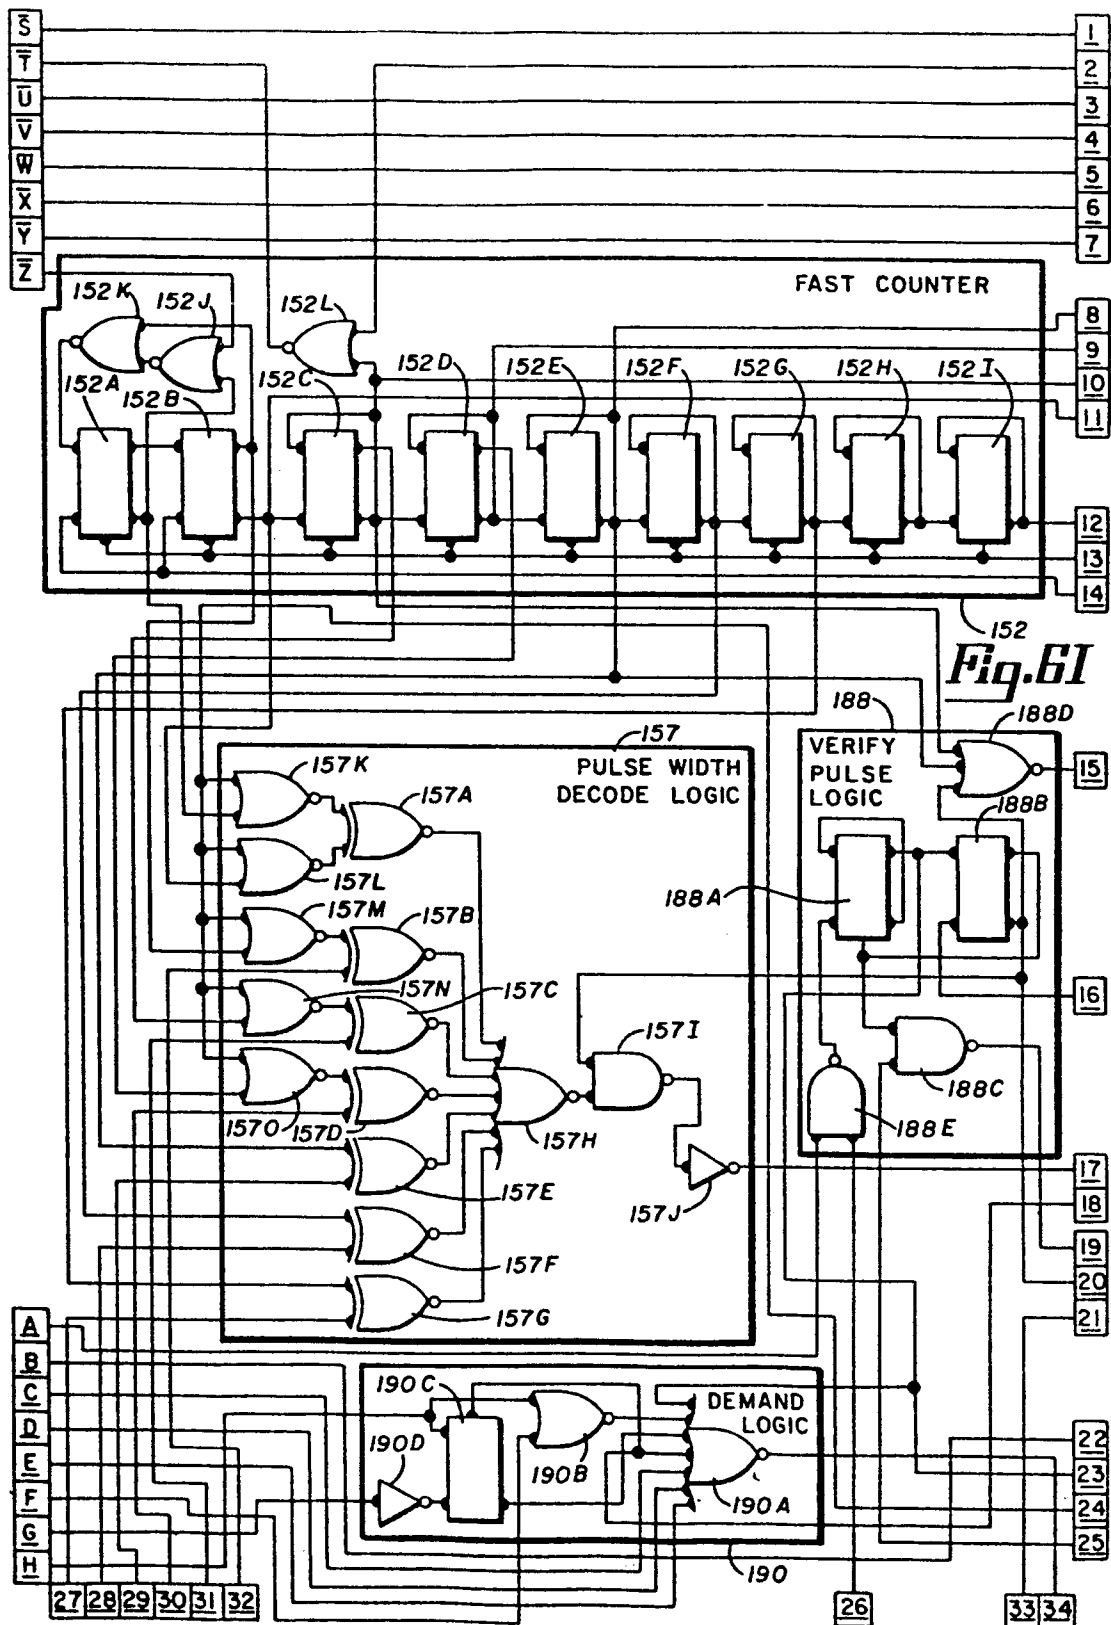 S̅ 1
T̅ 2
U̅ 3
V̅ 4
W̅ 5
X̅ 6
Y̅ 7
Z̅
FAST COUNTER
152K 152J 152L 8
9
152A 152B 152C 152D 152E 152F 152G 152H 152I 10
11
12
13
14
152
Fig.6I
157 188 188D
PULSE WIDTH
DECODE LOGIC
VERIFY
PULSE
LOGIC
15
157K 157A
188B
157L
188A
157M 157B
157N 157C
16
157I
188C
157O 157D 157H
188E
157E
157J
17
18
157F
19
20
157G
21
A
B
C
D
E
F
G
H
190C
DEMAND
LOGIC
190D
190B
190A
22
23
24
25
190
27 28 29 30 31 32 26 33 34